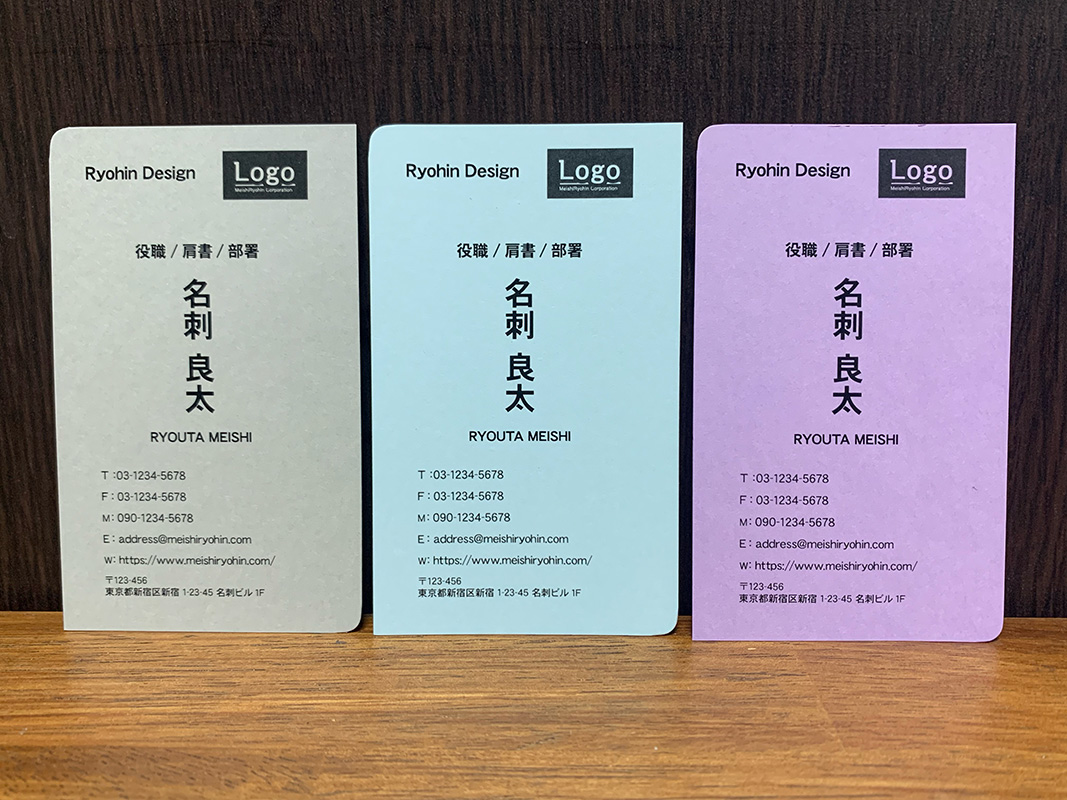 Ryohin Design
Logo
MeishiRyohin Corporation
役職 / 肩書 / 部署
名刺 良太
RYOUTA MEISHI
T :03-1234-5678
F : 03-1234-5678
M: 090-1234-5678
E : address@meishiryohin.com
W: https://www.meishiryohin.com/
〒123-456
東京都新宿区新宿 1-23-45 名刺ビル 1F
Ryohin Design
Logo
MeishiRyohin Corporation
役職 / 肩書 / 部署
名刺 良太
RYOUTA MEISHI
T :03-1234-5678
F : 03-1234-5678
M: 090-1234-5678
E : address@meishiryohin.com
W: https://www.meishiryohin.com/
〒123-456
東京都新宿区新宿 1-23-45 名刺ビル 1F
Ryohin Design
Logo
MeishiRyohin Corporation
役職 / 肩書 / 部署
名刺 良太
RYOUTA MEISHI
T :03-1234-5678
F : 03-1234-5678
M: 090-1234-5678
E : address@meishiryohin.com
W: https://www.meishiryohin.com/
〒123-456
東京都新宿区新宿 1-23-45 名刺ビル 1F